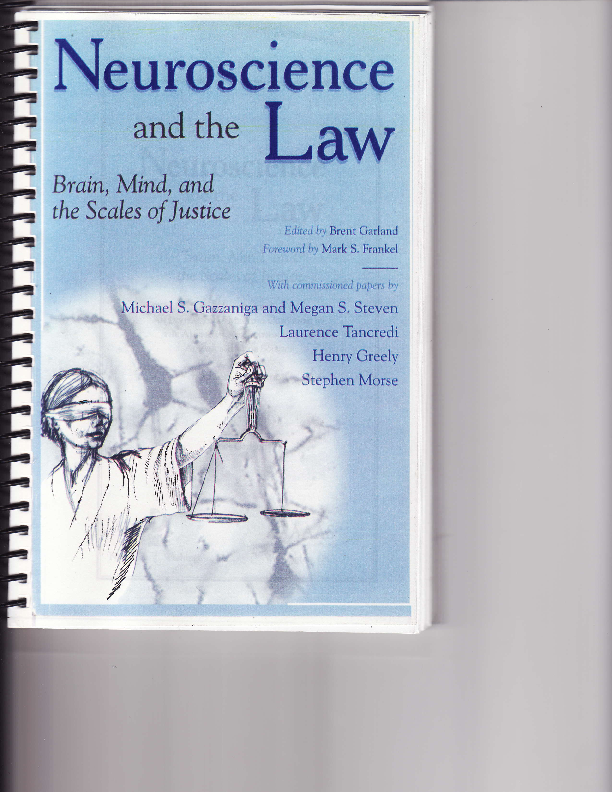 Neuroscience
and the Law
Brain, Mind, and
the Scales of Justice
Edited by Brent Garland
Foreword by Mark S. Frankel
With commissioned papers by
Michael S. Gazzaniga and Megan S. Steven
Laurence Tancredi
Henry Greely
Stephen Morse